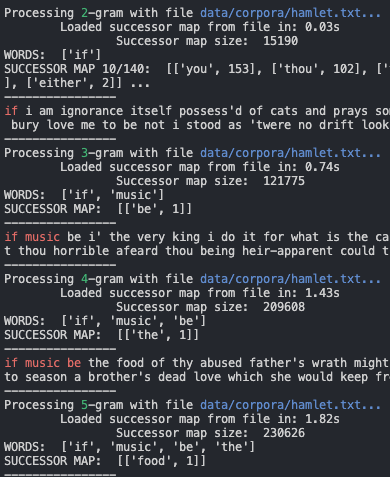 Processing 2-gram with file data/corpora/hamlet.txt...
Loaded successor map from file in: 0.03s
Successor map size: 15190
WORDS: ['if']
SUCCESSOR MAP 10/140: [['you', 153], ['thou', 102], ['
], ['either', 2]] ...
----------------
if i am ignorance itself possess'd of cats and prays
bury love me to be not i stood as 'twere no drift look
----------------
Processing 3-gram with file data/corpora/hamlet.txt...
Loaded successor map from file in: 0.74s
Successor map size: 121775
WORDS: ['if', 'music']
SUCCESSOR MAP: [['be', 1]]
----------------
if music be i' the very king i do it for what is the ca
t thou horrible afeard thou being heir-apparent could t
----------------
Processing 4-gram with file data/corpora/hamlet.txt...
Loaded successor map from file in: 1.43s
Successor map size: 209608
WORDS: ['if', 'music', 'be']
SUCCESSOR MAP: [['the', 1]]
----------------
if music be the food of thy abused father's wrath might
to season a brother's dead love which she would keep fr
----------------
Processing 5-gram with file data/corpora/hamlet.txt...
Loaded successor map from file in: 1.82s
Successor map size: 230626
WORDS: ['if', 'music', 'be', 'the']
SUCCESSOR MAP: [['food', 1]]
----------------